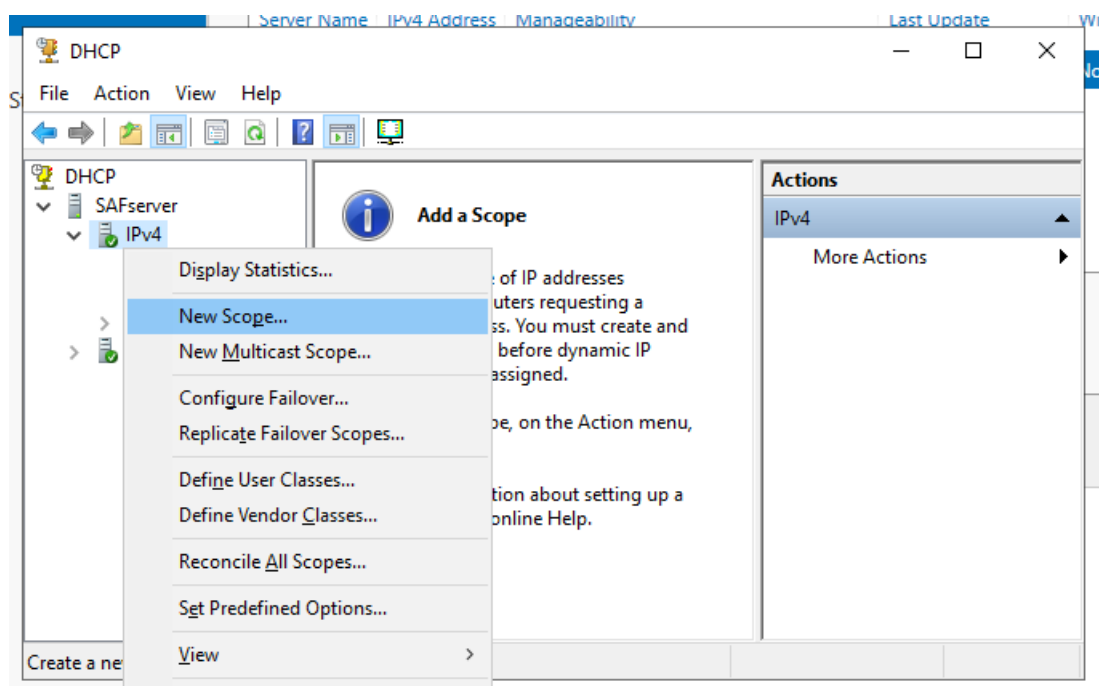 Server Name IPv4 Address Manageability Last Update
DHCP
File Action View Help
DHCP
SAFserver
IPv4
Add a Scope
of IP addresses
uters requesting a
ss. You must create and
before dynamic IP
assigned.
pe, on the Action menu,
tion about setting up a
online Help.
Display Statistics...
New Scope...
New Multicast Scope...
Configure Failover...
Replicate Failover Scopes...
Define User Classes...
Define Vendor Classes...
Reconcile All Scopes...
Set Predefined Options...
View
Actions
IPv4
More Actions
Create a ne